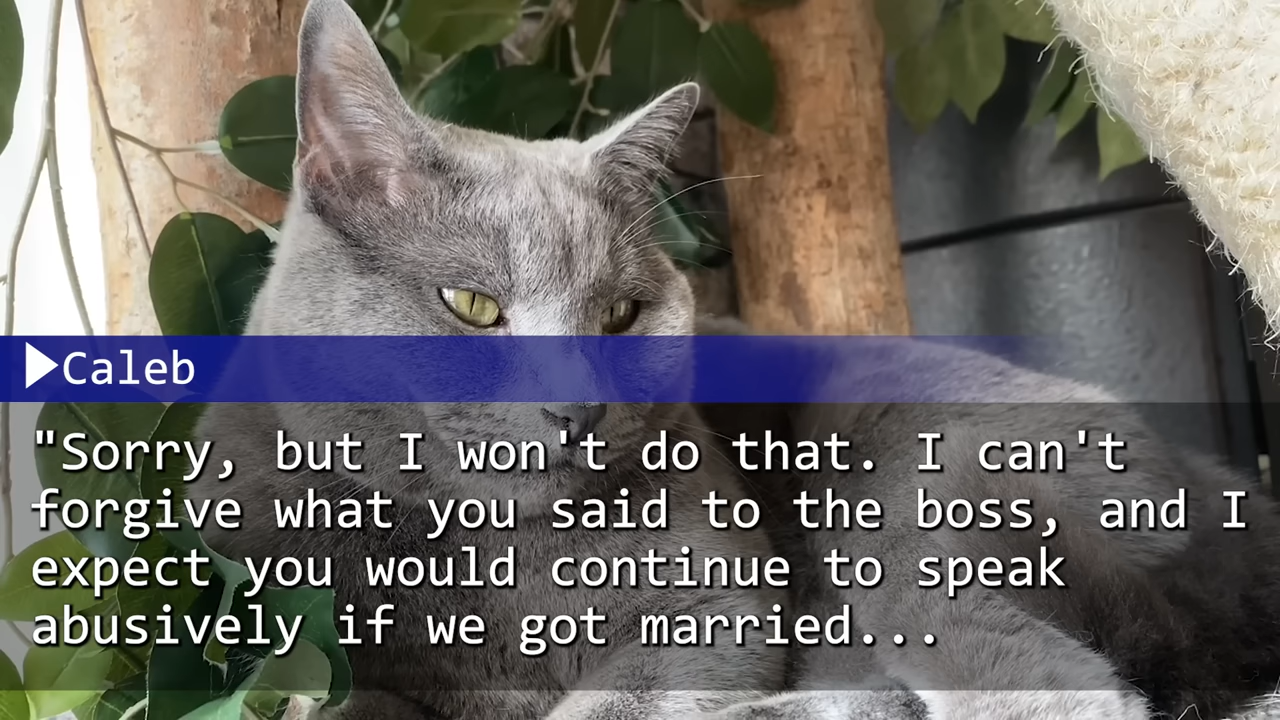 Caleb
"Sorry, but I won't do that. I can't
forgive what you said to the boss, and I
expect you would continue to speak
abusively if we got married...